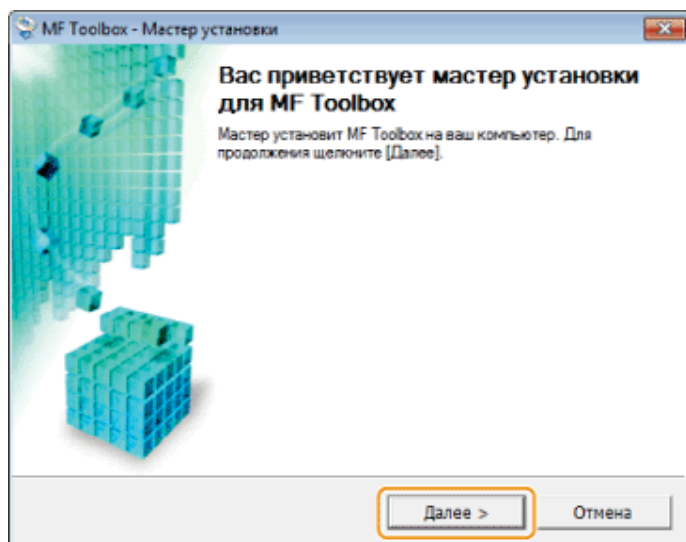 MF Toolbox - Мастер установки
Вас приветствует мастер установки
для MF Toolbox
Мастер установит MF Toolbox на ваш компьютер. Для
продолжения щелкните [Далее].
Далее >
Отмена